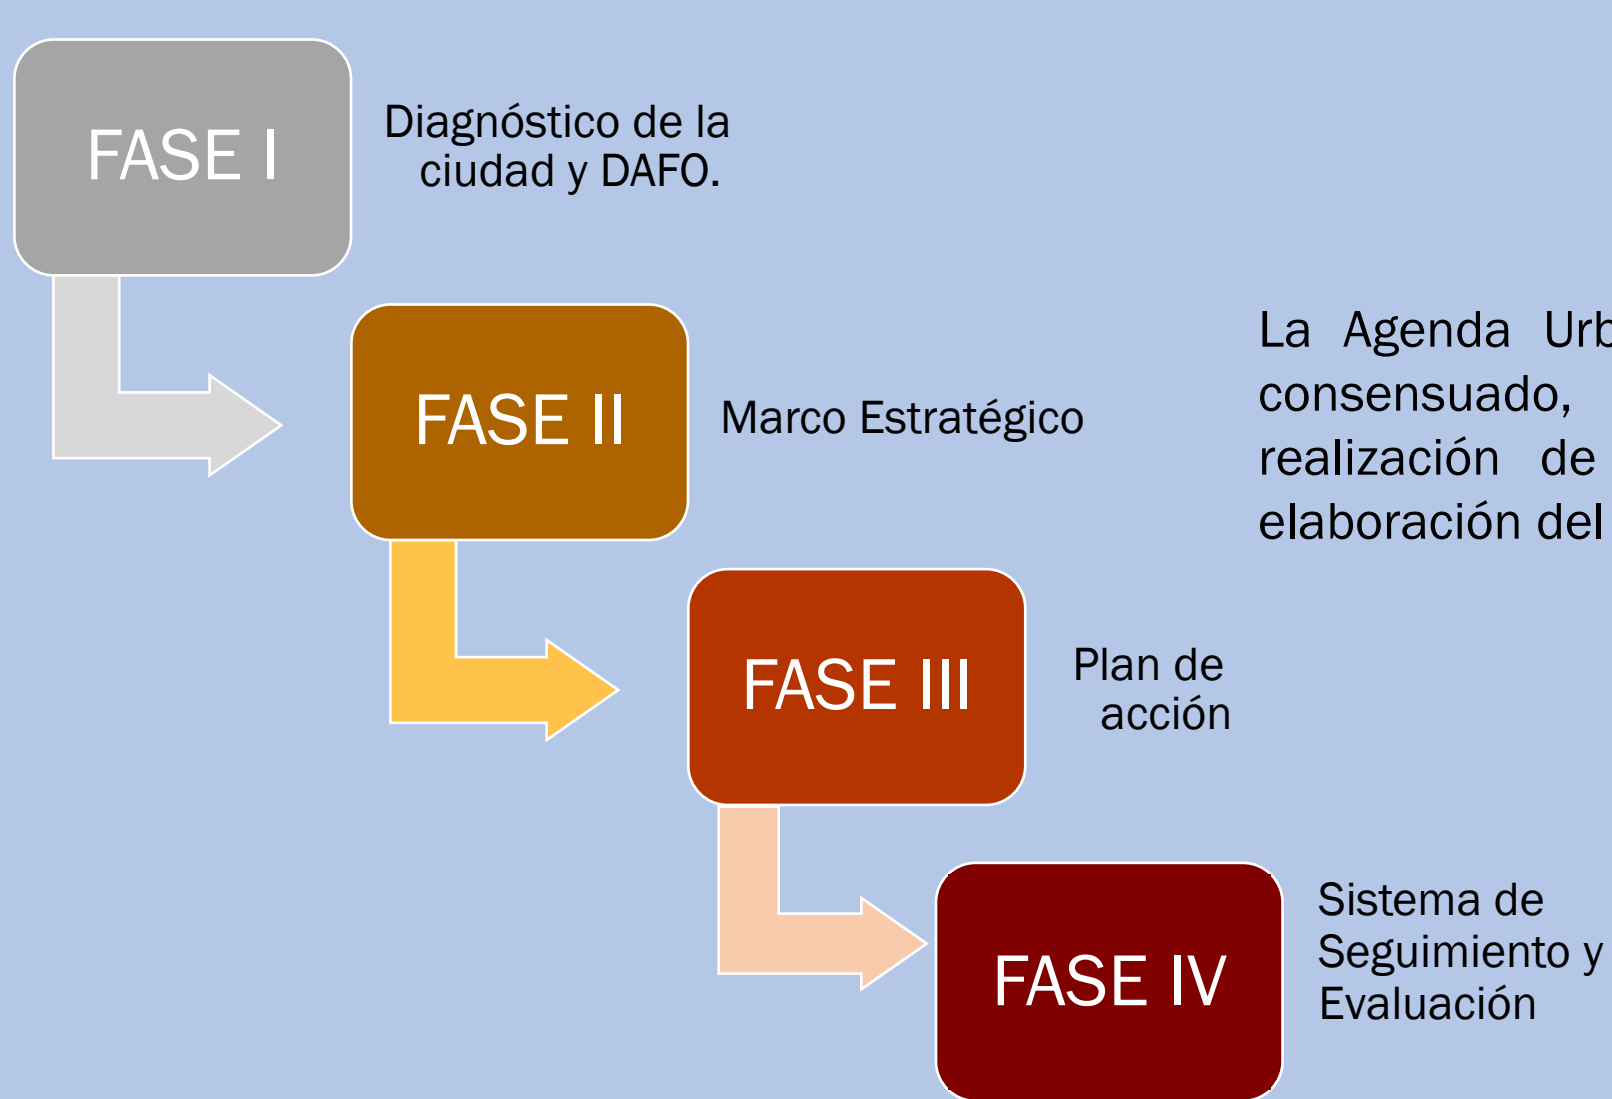 FASE I
Diagnóstico de la
ciudad y DAFO.
FASE II
Marco Estratégico
La Agenda
consensuado,
realización de
elaboración del
FASE III
Plan de
acción
FASE IV
Sistema de
Seguimiento y
Evaluación